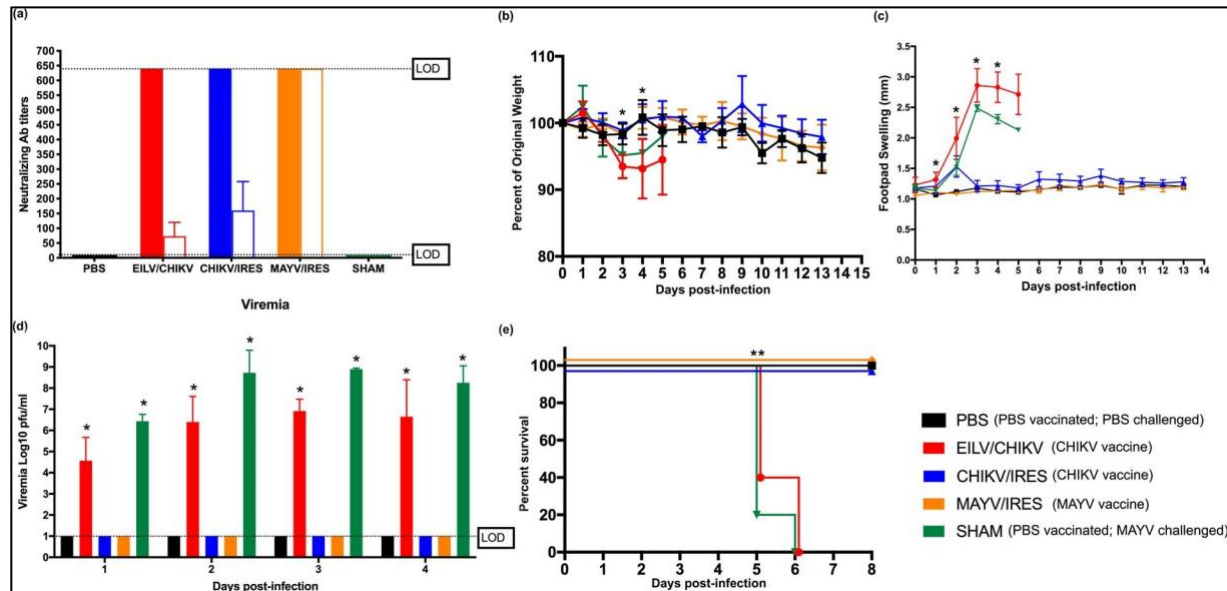 (a)
Neutralizing Ab titers
700
650
600
550
500
450
400
350
300
250
200
150
100
50
0
LOD
LOD
PBS EILV/CHIKV CHIKV/IRES MAYV/IRES SHAM
(b)
Percent of Original Weight
110
100
90
80
* *
0 1 2 3 4 5 6 7 8 9 10 11 12 13 14 15
Days post-infection
(c)
Footpad Swelling (mm)
3.5
3.0
2.5
2.0
1.5
1.0
0.5
0.0
* * * *
0 1 2 3 4 5 6 7 8 9 10 11 12 13 14
Days post-infection
Viremia
(d)
Viremia Log10 pfu/ml
10
9
8
7
6
5
4
3
2
1
0
* * * * * * * *
LOD
1 2 3 4
Days post-infection
(e)
Percent survival
100
80
60
40
20
0
**
0 1 2 3 4 5 6 7 8
Days post-infection
PBS (PBS vaccinated; PBS challenged)
EILV/CHIKV (CHIKV vaccine)
CHIKV/IRES (CHIKV vaccine)
MAYV/IRES (MAYV vaccine)
SHAM (PBS vaccinated; MAYV challenged)